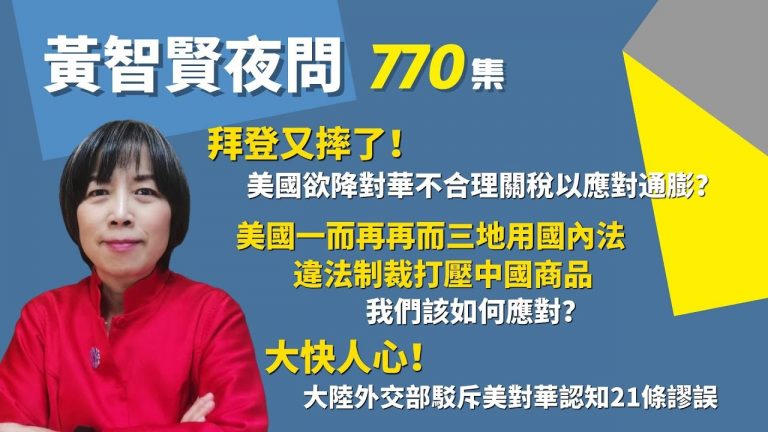 黃智賢夜問 770集
拜登又摔了！
美國欲降對華不合理關稅以應對通膨？
美國一而再再而三地用國內法
違法制裁打壓中國商品
我們該如何應對？
大快人心！
大陸外交部駁斥美對華認知21條謬誤